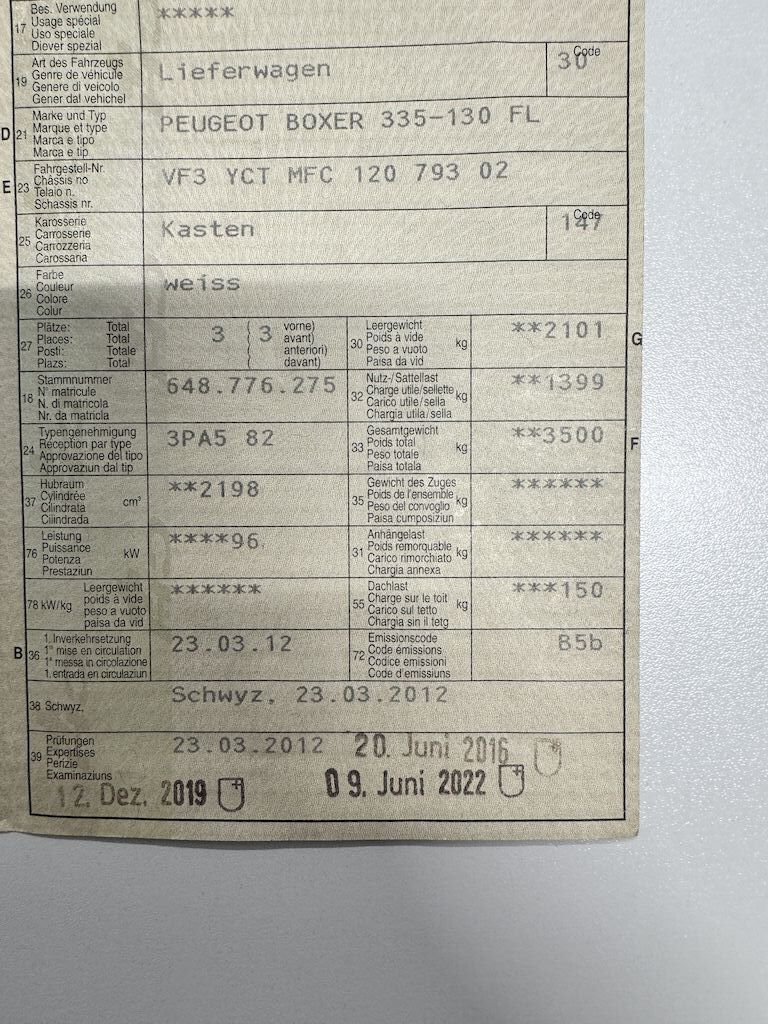 17 Bes. Verwendung
Usage spécial
Uso speciale
Diever spezial
*****
19 Art des Fahrzeugs
Genre de véhicule
Genere di veicolo
Gener dal vehichel
Lieferwagen
Code
30
D 21 Marke und Typ
Marque et type
Marca e tipo
Marca e tip
PEUGEOT BOXER 335-130 FL
E 23 Fahrgestell-Nr.
Châssis no
Telaio n.
Schassis nr.
VF3 YCT MFC 120 793 02
25 Karosserie
Carrosserie
Carrozzeria
Carossaria
Kasten
Code
147
26 Farbe
Couleur
Colore
Colur
weiss
27 Plätze: Total
Places: Total
Posti: Totale
Plazs: Total
3 ( 3 vorne)
( avant)
( anteriori)
( davant)
30 Leergewicht
Poids à vide
Peso a vuoto
Paisa da vid
kg
**2101
G
18 Stammnummer
N° matricule
N. di matricola
Nr. da matricla
648.776.275
32 Nutz-/Sattellast
Charge utile/sellette
Carico utile/sella
Chargia utila/sella
kg
**1399
24 Typengenehmigung
Réception par type
Approvazione del tipo
Approvaziun dal tip
3PA5 82
33 Gesamtgewicht
Poids total
Peso totale
Paisa totala
kg
**3500
F
37 Hubraum
Cylindrée
Cilindrata
Cilindrada
cm³
**2198
35 Gewicht des Zuges
Poids de l'ensemble
Peso del convoglio
Paisa cumposiziun
kg
******
76 Leistung
Puissance
Potenza
Prestaziun
kW
****96
31 Anhängelast
Poids remorquable
Carico rimorchiato
Chargia annexa
kg
******
78 kW/kg Leergewicht
poids à vide
peso a vuoto
paisa da vid
******
55 Dachlast
Charge sur le toit
Carico sul tetto
Chargia sin il tetg
kg
***150
B 36 1. Inverkehrsetzung
1re mise en circulation
1a messa in circolazione
1. entrada en circulaziun
23.03.12
72 Emissionscode
Code émissions
Codice emissioni
Code d'emissiuns
B5b
38 Schwyz,
Schwyz, 23.03.2012
39 Prüfungen
Expertises
Perizie
Examinaziuns
23.03.2012 20. Juni 2016
12. Dez. 2019 09. Juni 2022